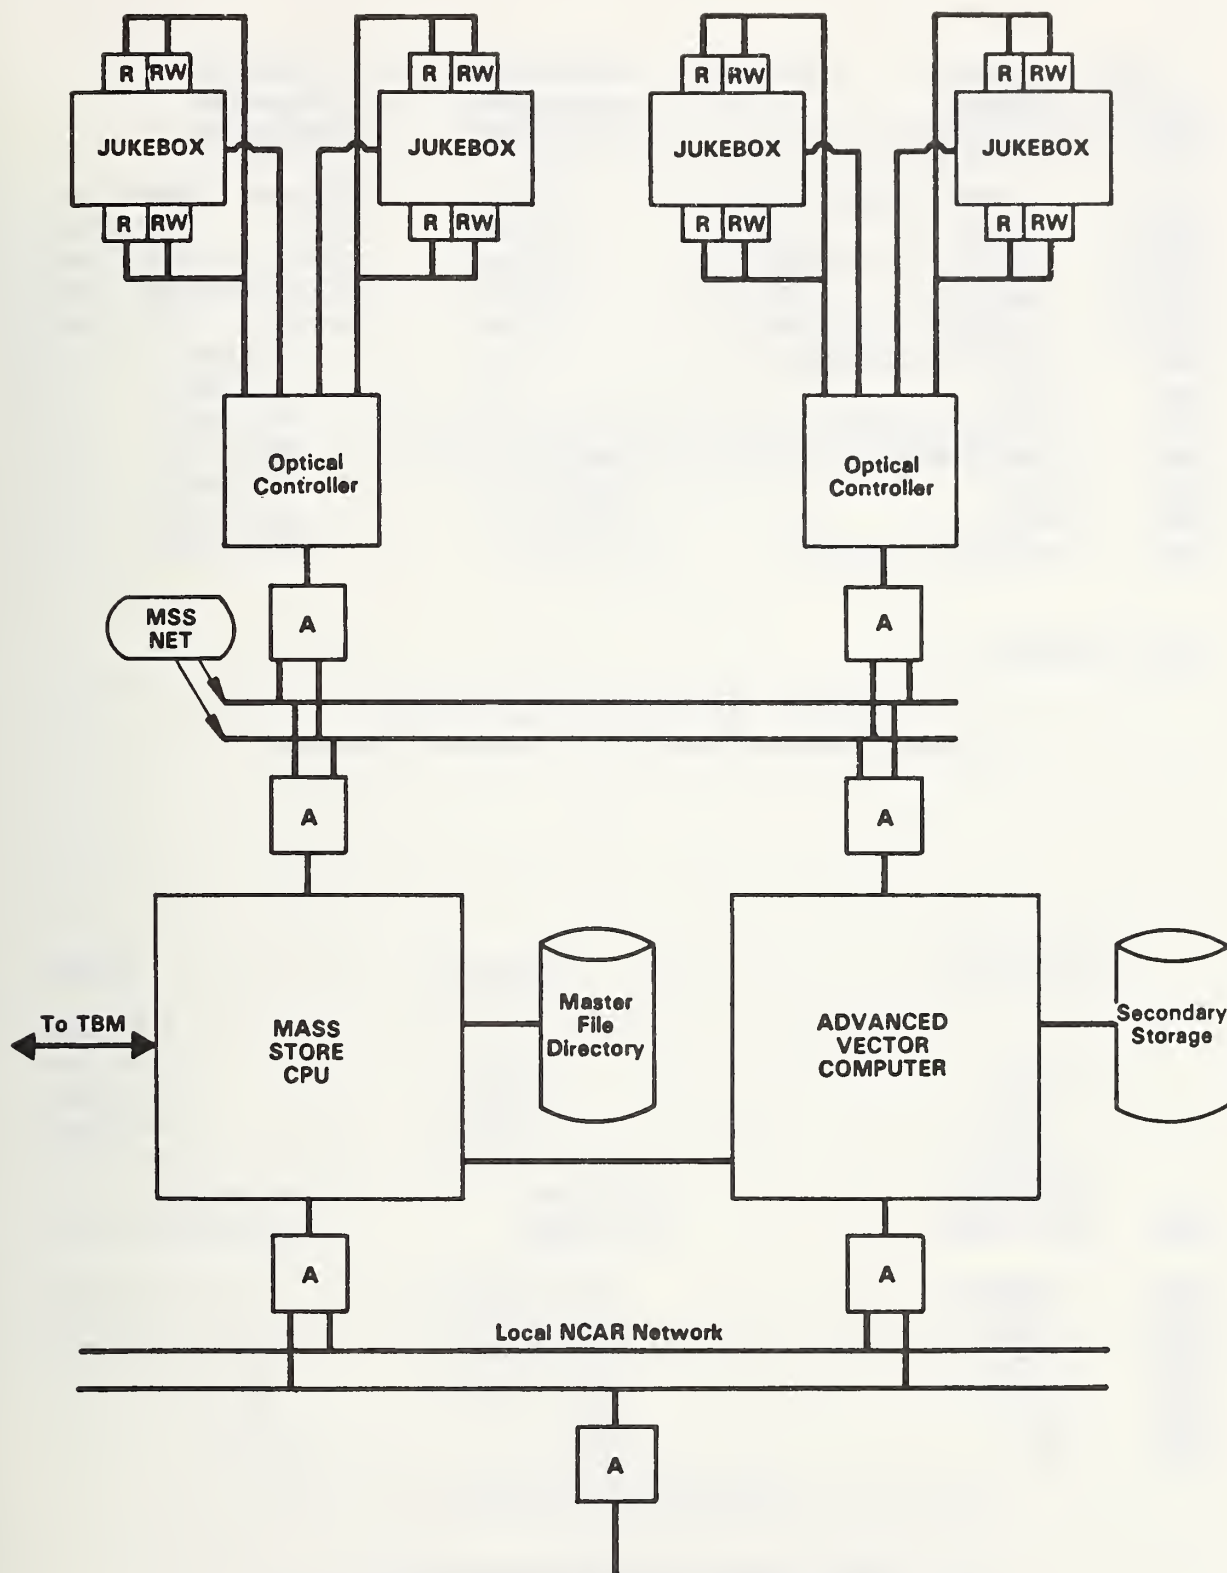 R RW R RW R RW R RW
JUKEBOX JUKEBOX JUKEBOX JUKEBOX
R RW R RW R RW R RW
Optical
Controller
Optical
Controller
MSS
NET
A
A
A
A
To TBM
MASS
STORE
CPU
Master
File
Directory
ADVANCED
VECTOR
COMPUTER
Secondary
Storage
A
A
Local NCAR Network
A